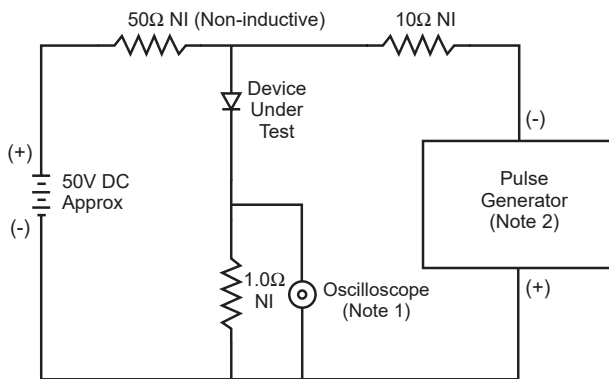 50Ω NI (Non-inductive)
10Ω NI
Device
Under
Test
(-)
(+)
50V DC
Approx
(-)
Pulse
Generator
(Note 2)
1.0Ω
NI
Oscilloscope
(Note 1)
(+)